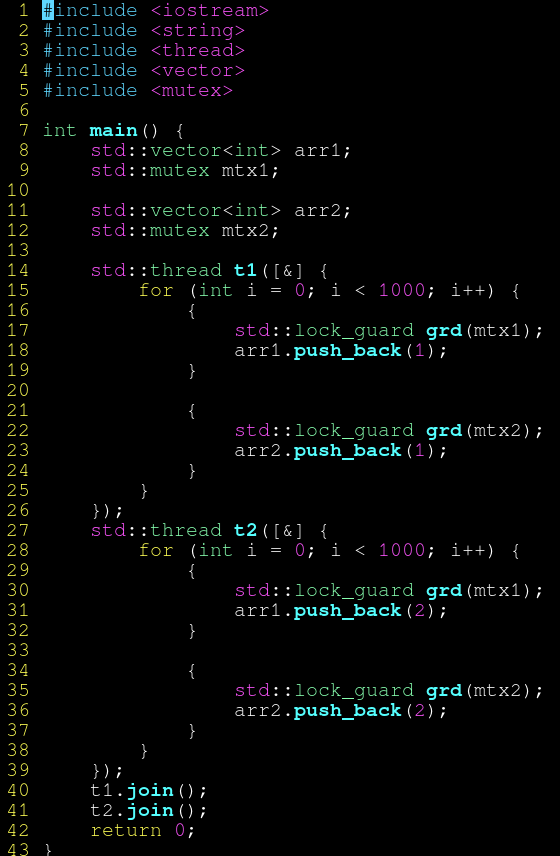 1 #include <iostream>
2 #include <string>
3 #include <thread>
4 #include <vector>
5 #include <mutex>
6
7 int main() {
8     std::vector<int> arr1;
9     std::mutex mtx1;
10
11     std::vector<int> arr2;
12     std::mutex mtx2;
13
14     std::thread t1([&] {
15         for (int i = 0; i < 1000; i++) {
16             {
17                 std::lock_guard grd(mtx1);
18                 arr1.push_back(1);
19             }
20
21             {
22                 std::lock_guard grd(mtx2);
23                 arr2.push_back(1);
24             }
25         }
26     });
27     std::thread t2([&] {
28         for (int i = 0; i < 1000; i++) {
29             {
30                 std::lock_guard grd(mtx1);
31                 arr1.push_back(2);
32             }
33
34             {
35                 std::lock_guard grd(mtx2);
36                 arr2.push_back(2);
37             }
38         }
39     });
40     t1.join();
41     t2.join();
42     return 0;
43 }